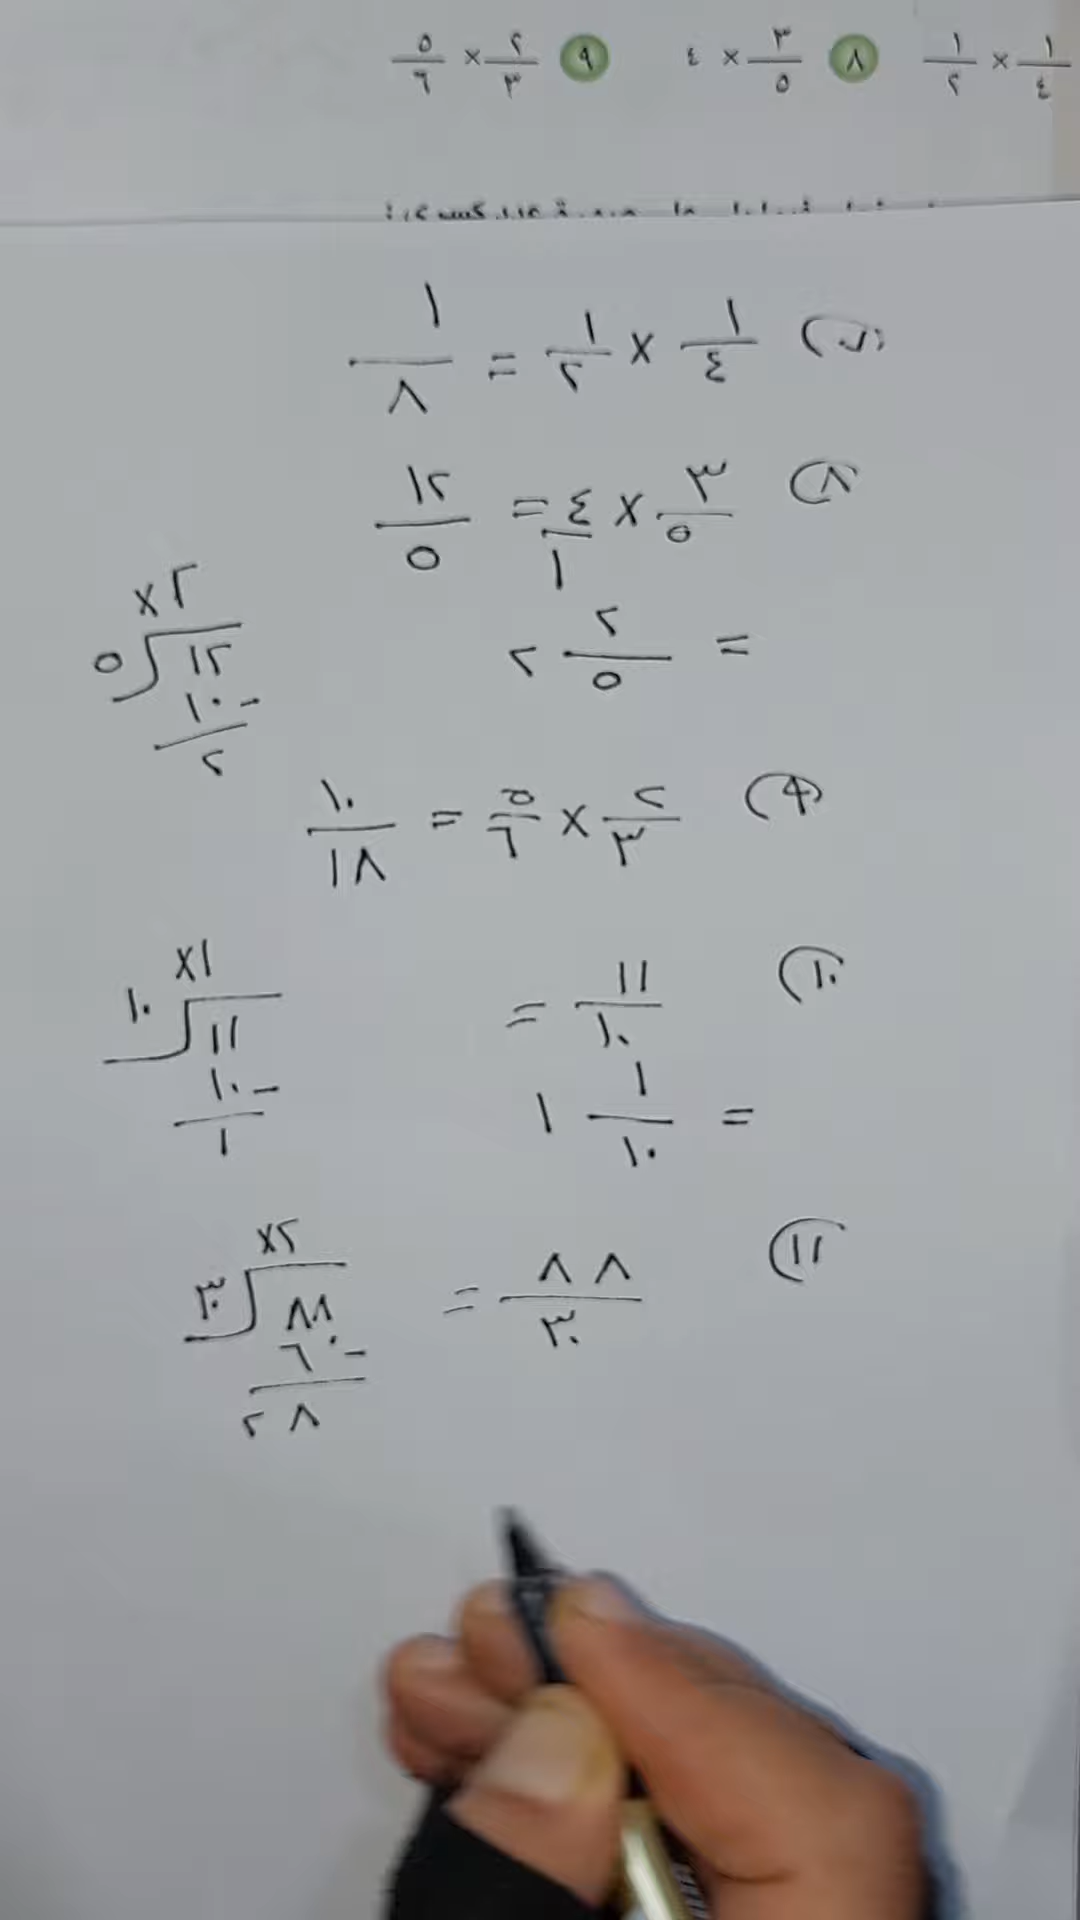 ١/٤ × ١/٢ ٨ ٣/٥ × ٤ ٩ ٢/٣ × ٥/٦
(٧) ١/٤ × ١/٢ = ١/٨
(٨) ٣/٥ × ٤/١ = ١٢/٥
= ٢ ٢/٥
×٢
٥ ١٢
١٠ -
٢
(٩) ٢/٣ × ٥/٦ = ١٠/١٨
(١٠) ١١/١٠ =
= ١ ١/١٠
×١
١٠ ١١
١٠ -
١
(١١) ٨٨/٣٠ =
×٢
٣٠ ٨٨
٦٠ -
٢٨